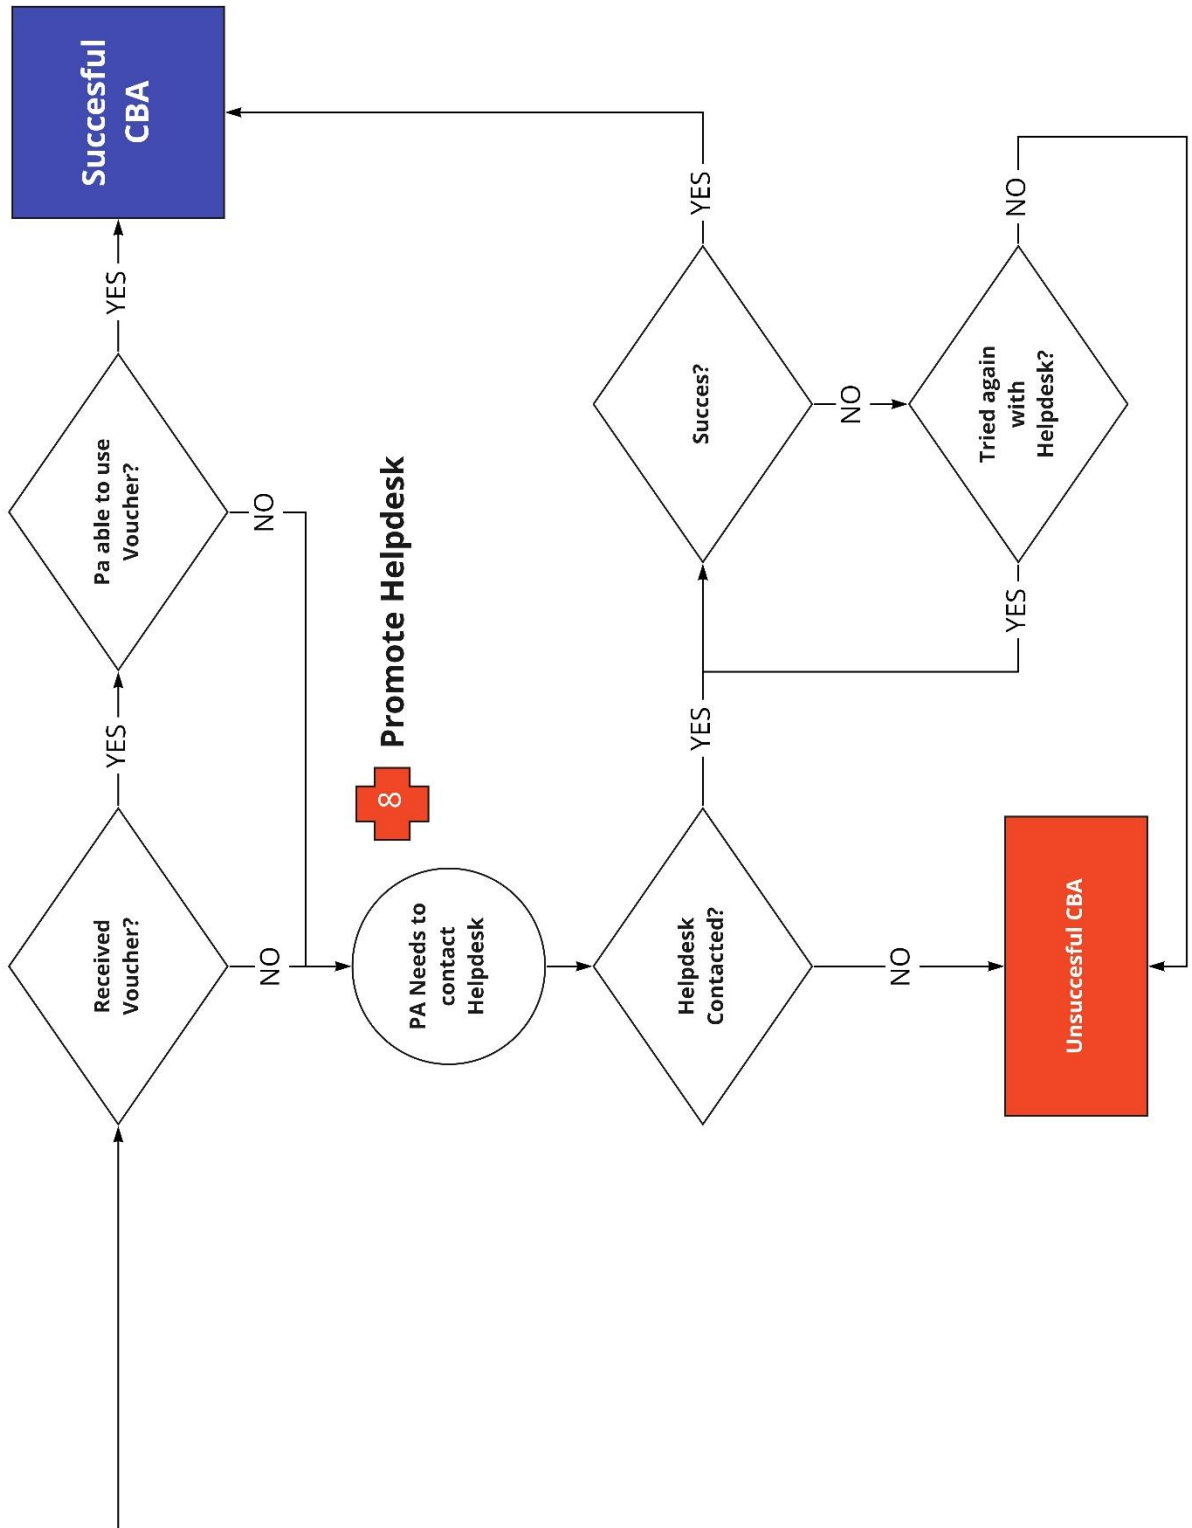 Received
Voucher?
YES
Pa able to use
Voucher?
YES
Succesful
CBA
NO
NO
PA Needs to
contact
Helpdesk
8
Promote Helpdesk
Helpdesk
Contacted?
YES
Succes?
YES
NO
NO
Unsuccesful CBA
YES
Tried again
with
Helpdesk?
NO